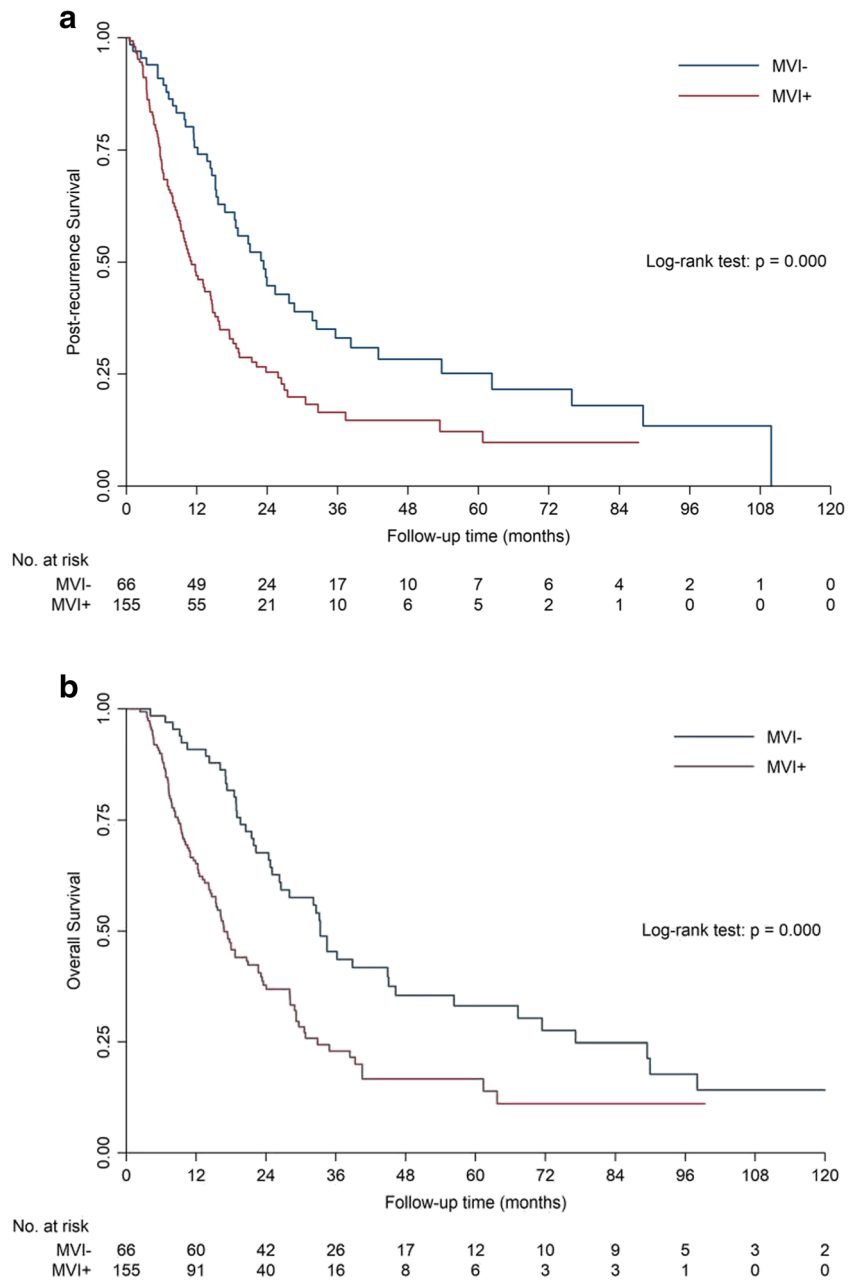 a
1.00
0.75
0.50
0.25
0.00
Post-recurrence Survival
MVI-
MVI+
Log-rank test: p = 0.000
0 12 24 36 48 60 72 84 96 108 120
Follow-up time (months)
No. at risk
MVI- 66 49 24 17 10 7 6 4 2 1 0
MVI+ 155 55 21 10 6 5 2 1 0 0 0
b
1.00
0.75
0.50
0.25
0.00
Overall Survival
MVI-
MVI+
Log-rank test: p = 0.000
0 12 24 36 48 60 72 84 96 108 120
Follow-up time (months)
No. at risk
MVI- 66 60 42 26 17 12 10 9 5 3 2
MVI+ 155 91 40 16 8 6 3 3 1 0 0